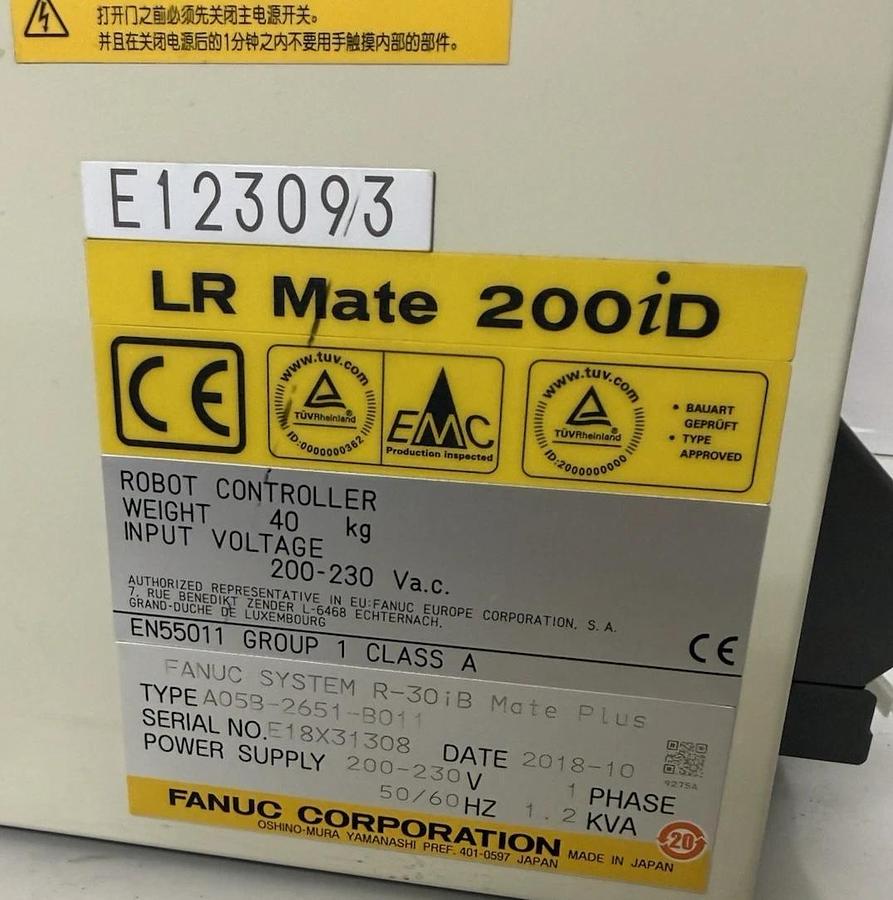 打开门之前必须先关闭主电源开关。
并且在关闭电源后的1分钟之内不要用手触摸内部的部件。
E123093
LR Mate 200iD
CE
www.tuv.com
TÜVRheinland®
ID:0000000362
EMC
Production inspected
www.tuv.com
TÜVRheinland®
ID:2000000000
• BAUART
GEPRÜFT
• TYPE
APPROVED
ROBOT CONTROLLER
WEIGHT 40 kg
INPUT VOLTAGE
200-230 Va.c.
AUTHORIZED REPRESENTATIVE IN EU:FANUC EUROPE CORPORATION, S. A.
7, RUE BENEDIKT ZENDER L-6468 ECHTERNACH,
GRAND-DUCHE DE LUXEMBOURG
EN55011 GROUP 1 CLASS A CE
FANUC SYSTEM R-30iB Mate Plus
TYPE A05B-2651-B011
SERIAL NO.E18X31308 DATE 2018-10
9275A
POWER SUPPLY 200-230V 1 PHASE
50/60HZ 1.2 KVA
FANUC CORPORATION
OSHINO-MURA YAMANASHI PREF. 401-0597 JAPAN MADE IN JAPAN
20